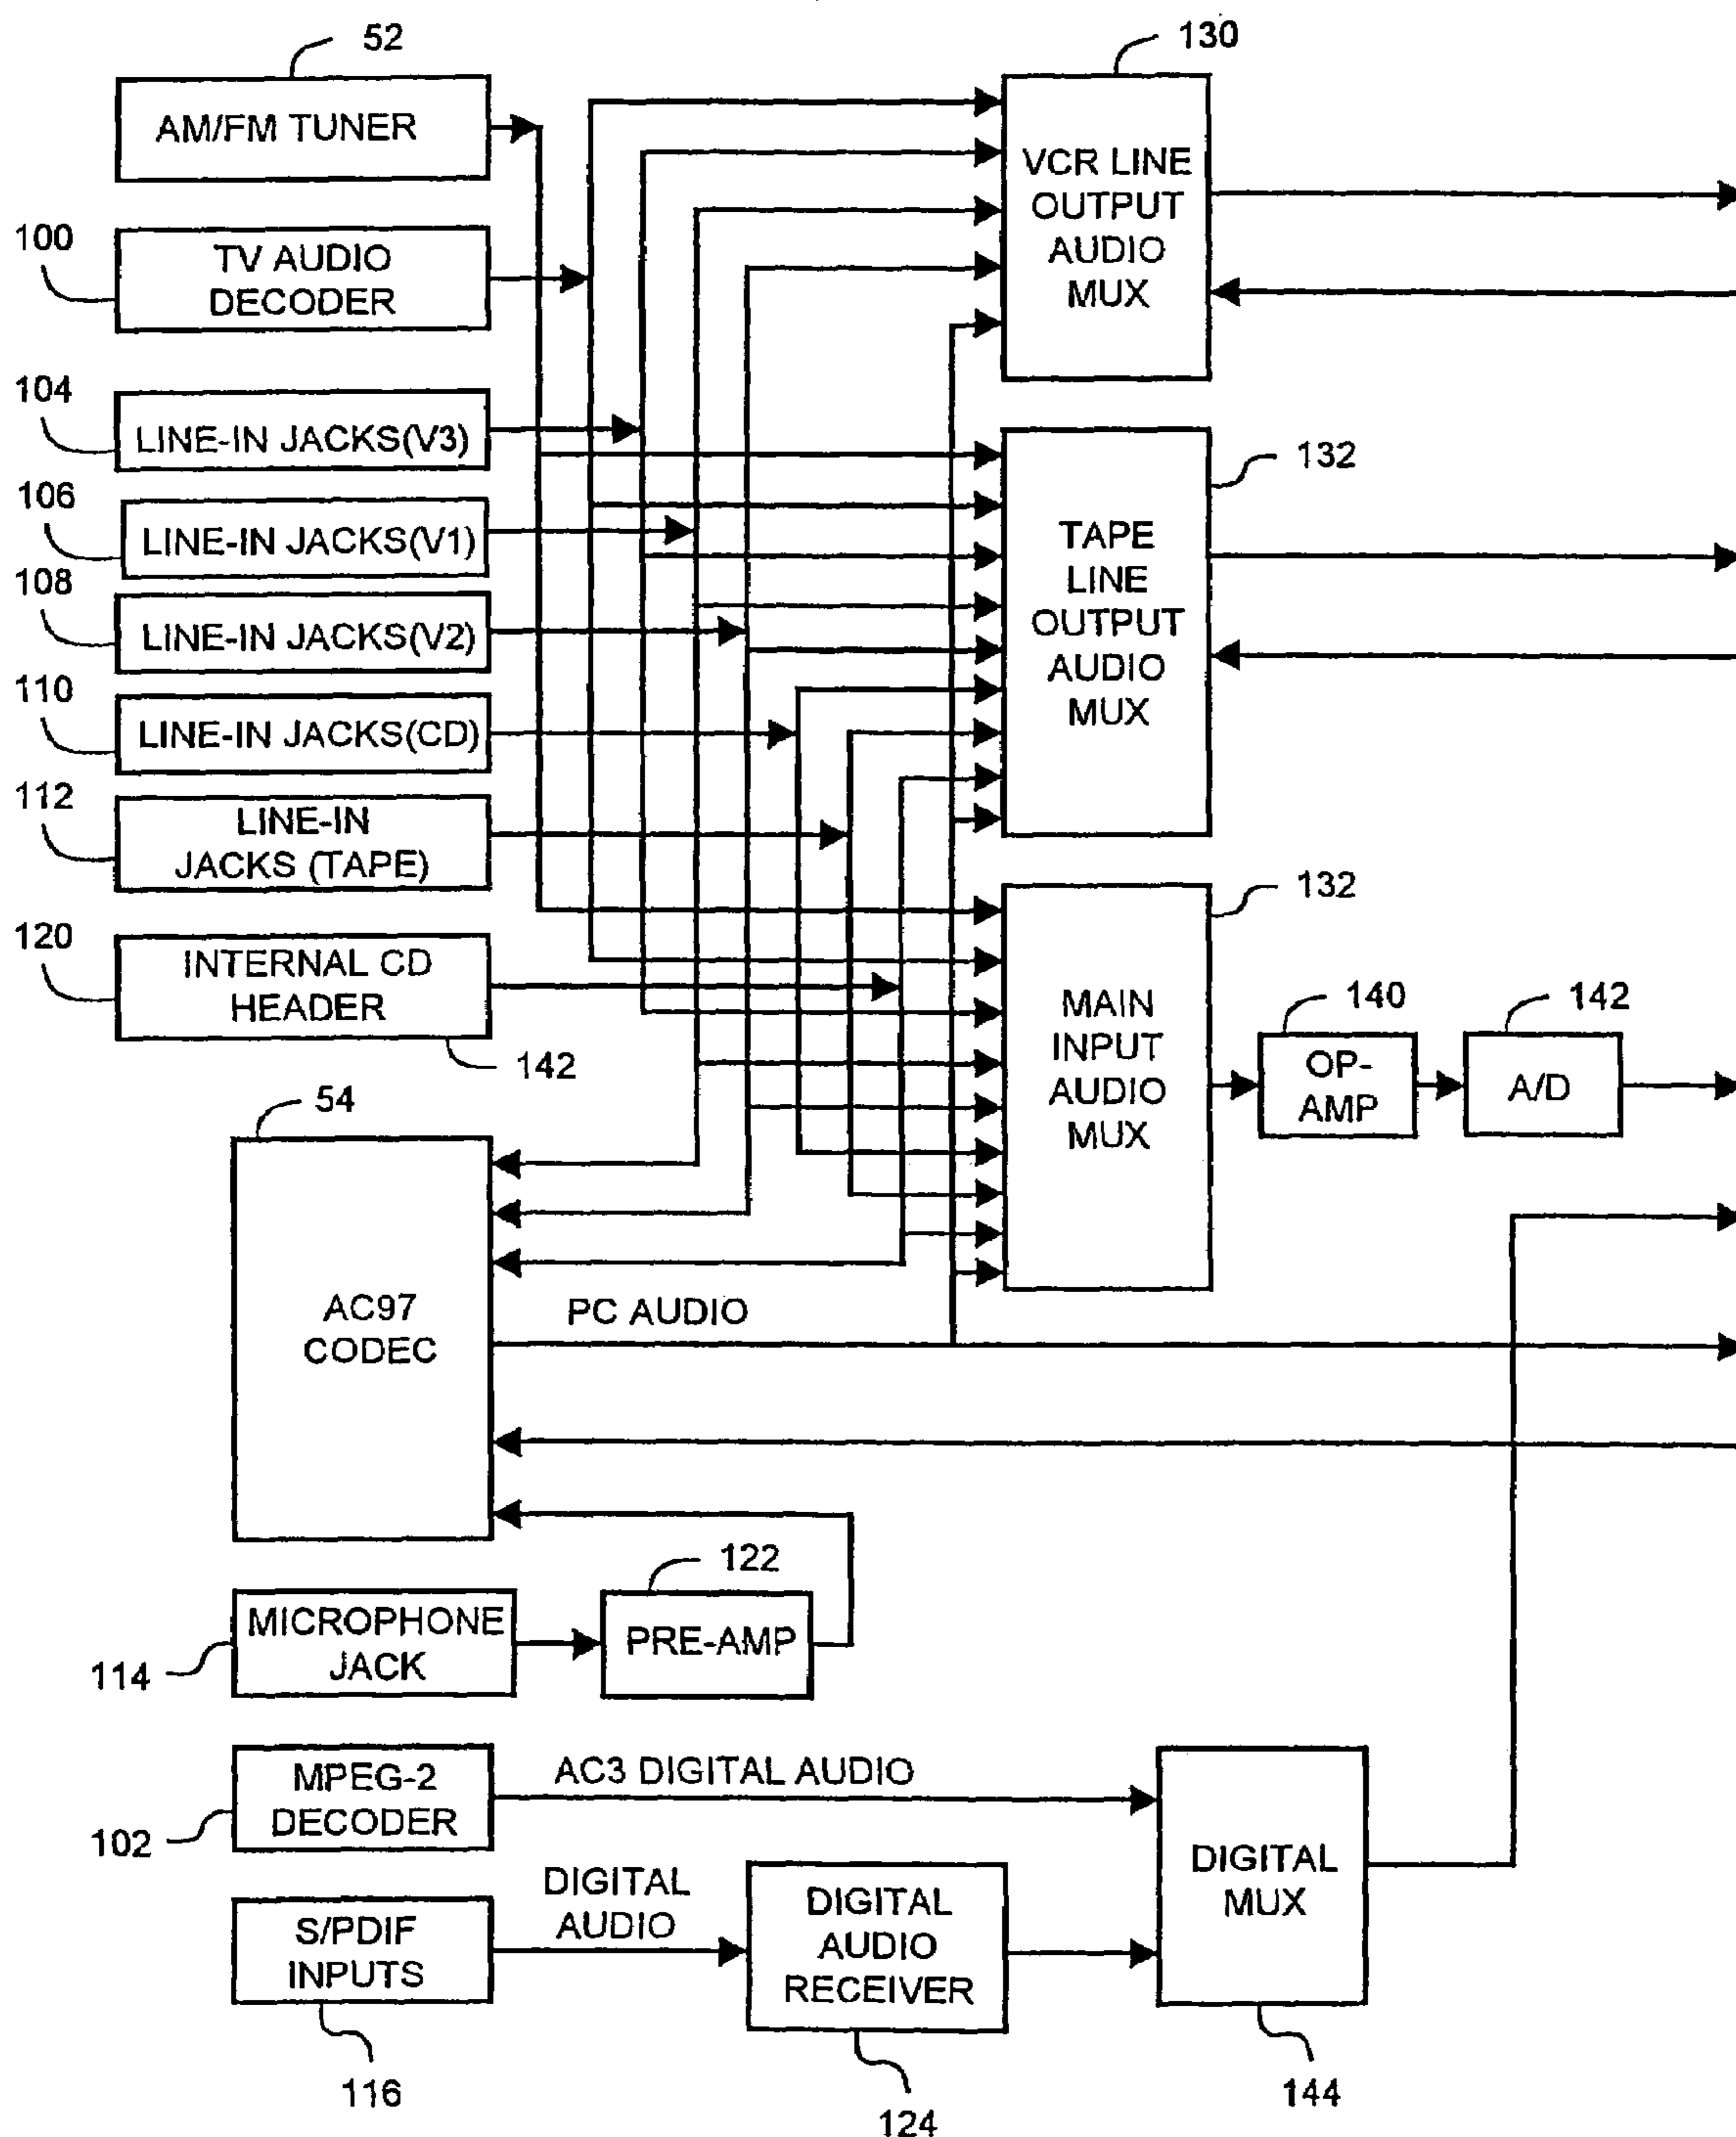 52
AM/FM TUNER
100
TV AUDIO
DECODER
104
LINE-IN JACKS(V3)
106
LINE-IN JACKS(V1)
108
LINE-IN JACKS(V2)
110
LINE-IN JACKS(CD)
112
LINE-IN
JACKS (TAPE)
120
INTERNAL CD
HEADER
142
130
VCR LINE
OUTPUT
AUDIO
MUX
132
TAPE
LINE
OUTPUT
AUDIO
MUX
132
MAIN
INPUT
AUDIO
MUX
140
OP-
AMP
142
A/D
54
AC97
CODEC
PC AUDIO
114
MICROPHONE
JACK
122
PRE-AMP
102
MPEG-2
DECODER
AC3 DIGITAL AUDIO
S/PDIF
INPUTS
116
DIGITAL
AUDIO
DIGITAL
AUDIO
RECEIVER
124
DIGITAL
MUX
144